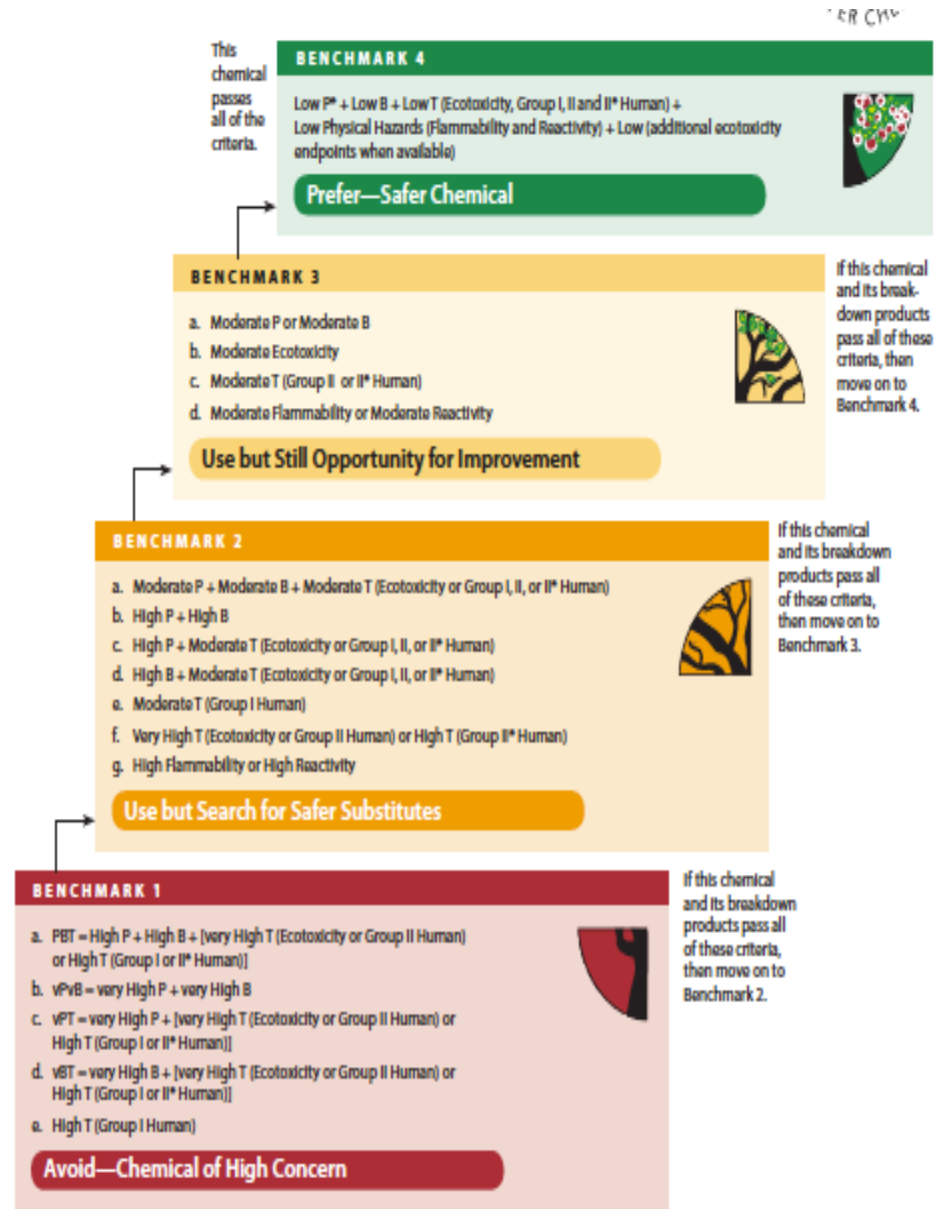 This
chemical
passes
all of the
criteria.
BENCHMARK 4
Low P* + Low B + Low T (Ecotoxicity, Group I, II and II* Human) +
Low Physical Hazards (Flammability and Reactivity) + Low (additional ecotoxicity
endpoints when available)
Prefer—Safer Chemical
BENCHMARK 3
a. Moderate P or Moderate B
b. Moderate Ecotoxicity
c. Moderate T (Group II or II* Human)
d. Moderate Flammability or Moderate Reactivity
Use but Still Opportunity for Improvement
If this chemical
and its break-
down products
pass all of these
criteria, then
move on to
Benchmark 4.
BENCHMARK 2
a. Moderate P + Moderate B + Moderate T (Ecotoxicity or Group I, II, or II* Human)
b. High P + High B
c. High P + Moderate T (Ecotoxicity or Group I, II, or II* Human)
d. High B + Moderate T (Ecotoxicity or Group I, II, or II* Human)
e. Moderate T (Group I Human)
f. Very High T (Ecotoxicity or Group II Human) or High T (Group II* Human)
g. High Flammability or High Reactivity
Use but Search for Safer Substitutes
If this chemical
and its breakdown
products pass all
of these criteria,
then move on to
Benchmark 3.
BENCHMARK 1
a. PBT = High P + High B + [very High T (Ecotoxicity or Group II Human)
or High T (Group I or II* Human)]
b. vPvB = very High P + very High B
c. vPT = very High P + [very High T (Ecotoxicity or Group II Human) or
High T (Group I or II* Human)]
d. vBT = very High B + [very High T (Ecotoxicity or Group II Human) or
High T (Group I or II* Human)]
e. High T (Group I Human)
Avoid—Chemical of High Concern
If this chemical
and its breakdown
products pass all
of these criteria,
then move on to
Benchmark 2.